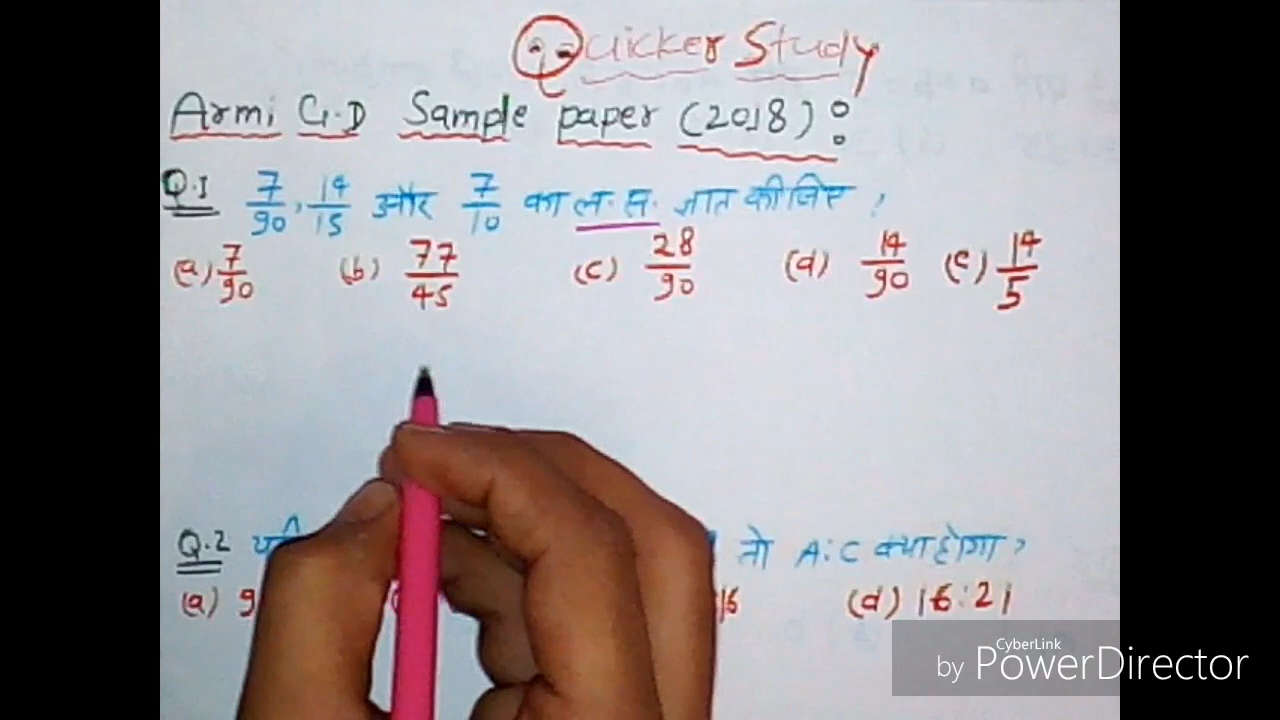 Quicker Study
Armi G.D Sample paper (2018):
Q.1 7/90, 14/15 और 7/10 का ल. स. ज्ञात कीजिए ?
(a) 7/90 (b) 77/45 (c) 28/90 (d) 14/90 (e) 14/5
Q.2 तो A:C क्या होगा ?
(a) 9 (d) 16:21
CyberLink
by PowerDirector